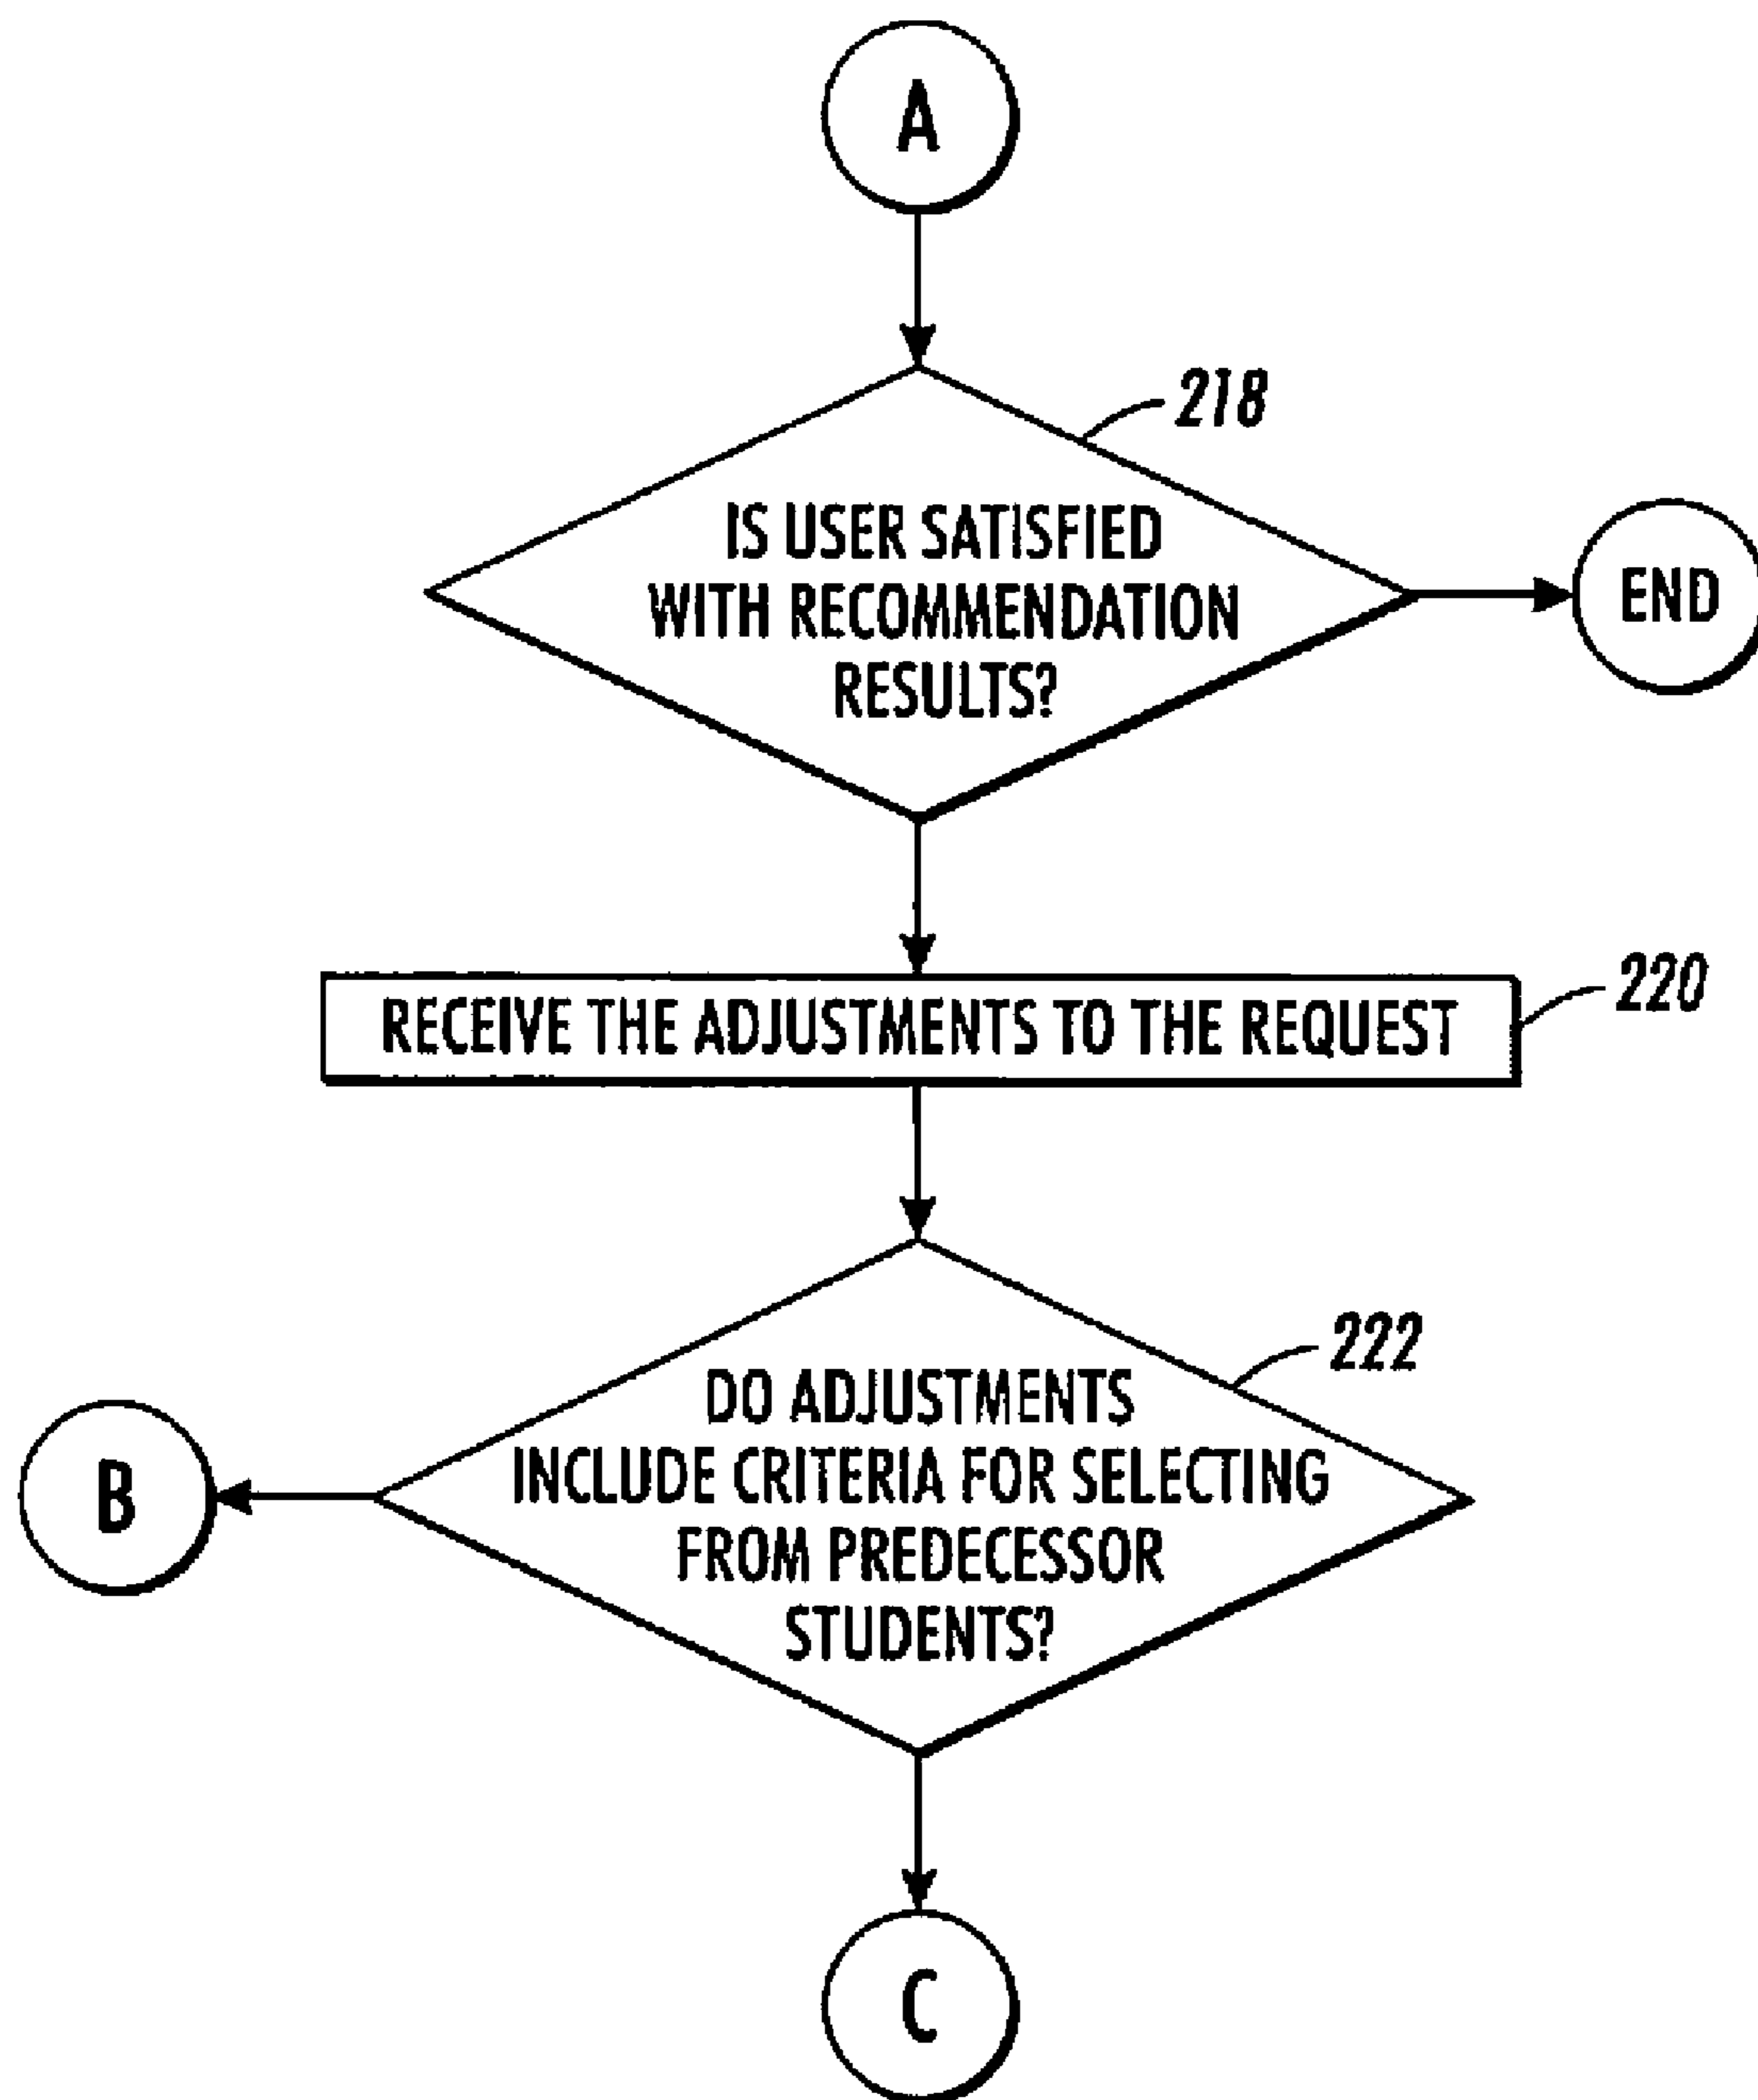 A
218
IS USER SATISFIED
WITH RECOMMENDATION
RESULTS?
END
RECEIVE THE ADJUSTMENTS TO THE REQUEST
220
222
DO ADJUSTMENTS
INCLUDE CRITERIA FOR SELECTING
FROM PREDECESSOR
STUDENTS?
B
C